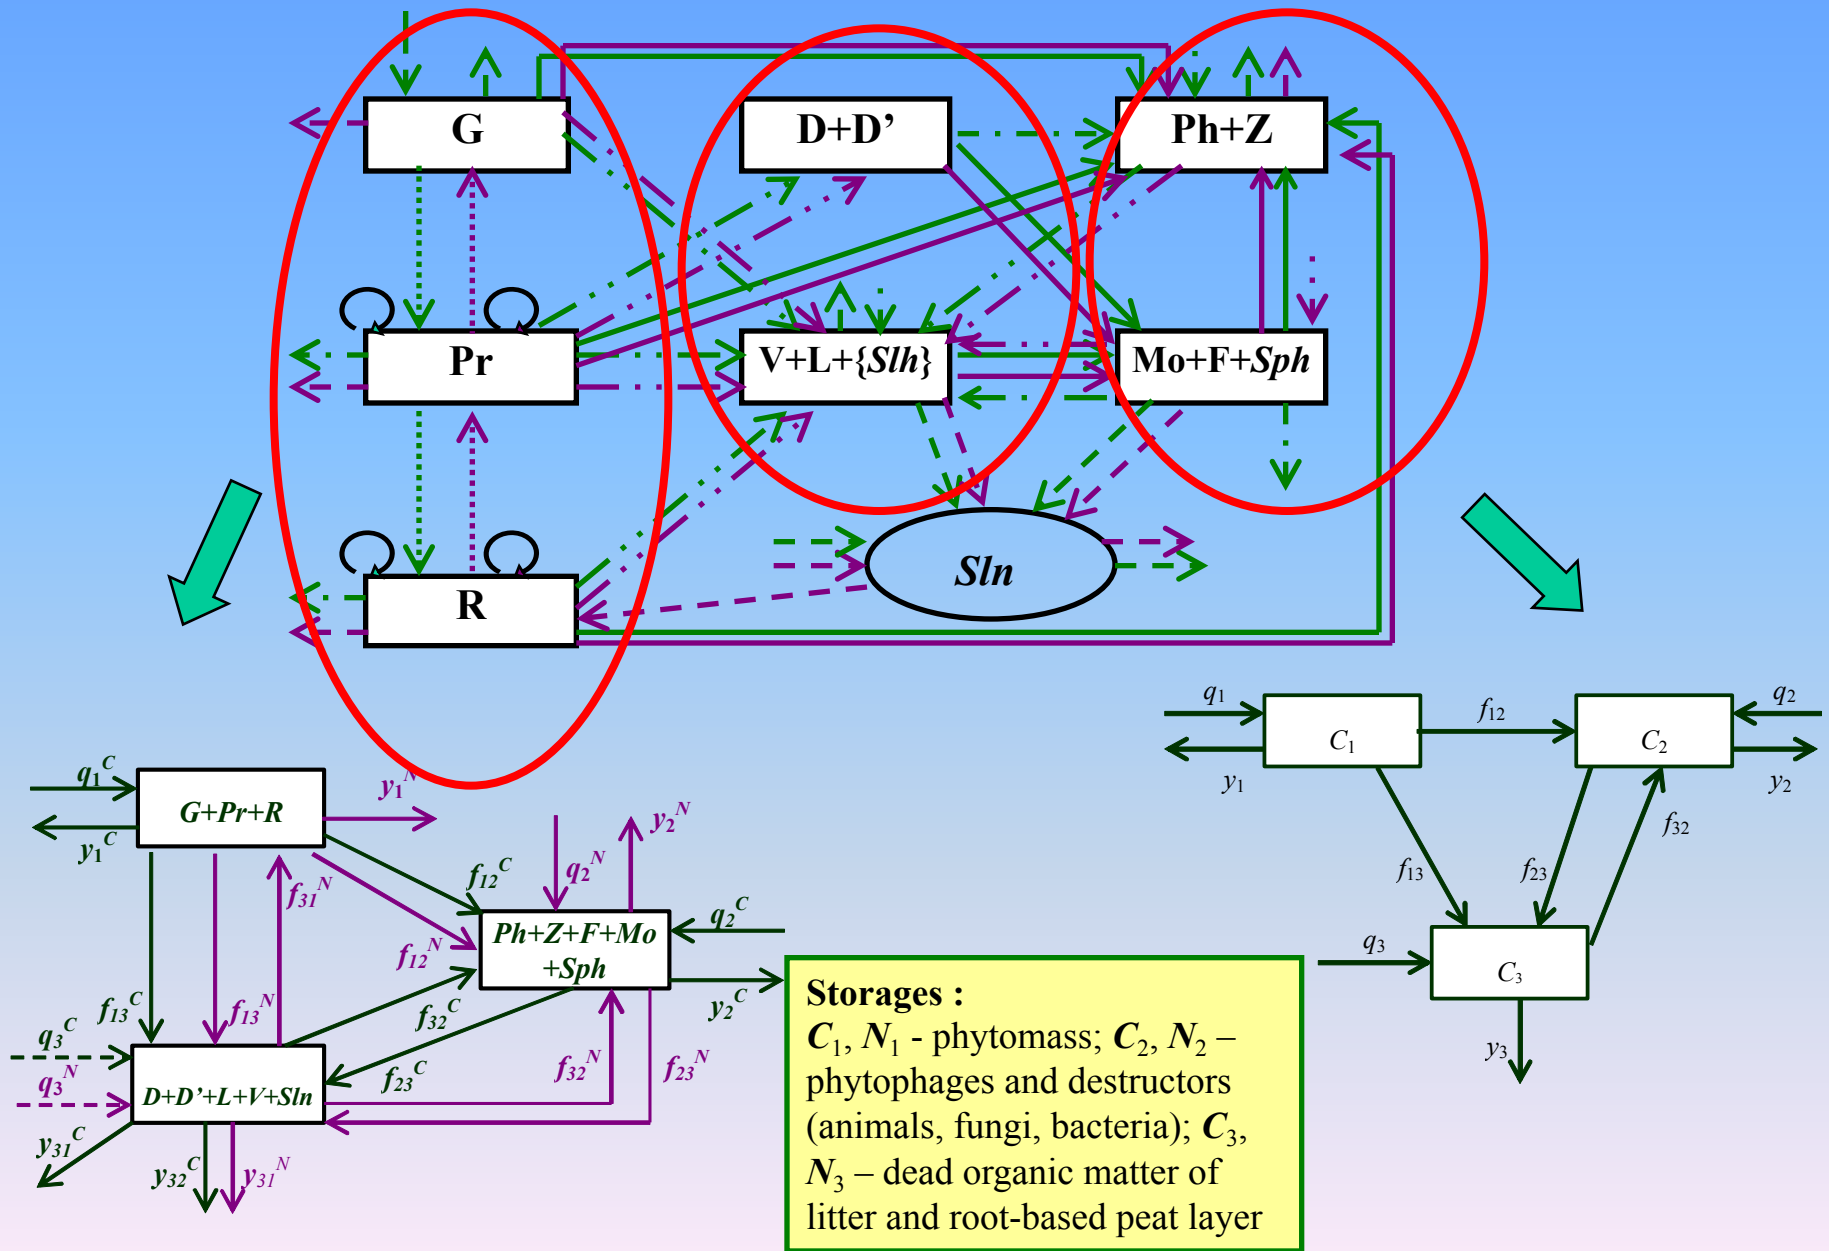 G
D+D’
Ph+Z
Pr
V+L+{Slh}
Mo+F+Sph
R
Sln
q₁
f₁₂
q₂
C₁
C₂
y₁
y₂
f₁₃
f₂₃
f₃₂
q₃
C₃
y₃
q₁ᶜ
G+Pr+R
y₁ᴺ
y₁ᶜ
y₂ᴺ
q₂ᴺ
f₁₂ᶜ
f₃₁ᴺ
q₂ᶜ
Ph+Z+F+Mo
+Sph
f₁₂ᴺ
y₂ᶜ
f₃₂ᶜ
f₁₃ᶜ
f₁₃ᴺ
q₃ᶜ
q₃ᴺ
f₂₃ᶜ
f₃₂ᴺ
f₂₃ᴺ
D+D’+L+V+Sln
y₃₁ᶜ
y₃₂ᶜ
y₃₁ᴺ
Storages :
C₁, N₁ - phytomass; C₂, N₂ –
phytophages and destructors
(animals, fungi, bacteria); C₃,
N₃ – dead organic matter of
litter and root-based peat layer